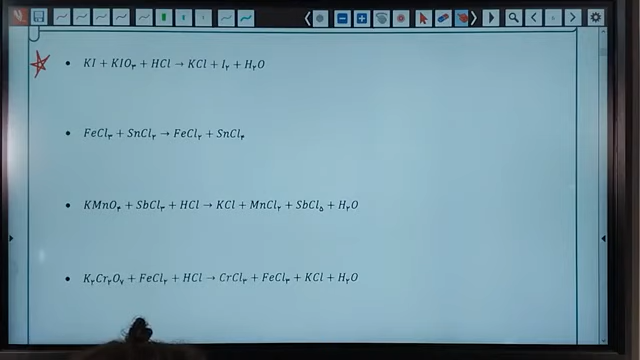 • KI + KIO۳ + HCl → KCl + I۲ + H۲O
• FeCl۳ + SnCl۲ → FeCl۲ + SnCl۴
• KMnO۴ + SbCl۳ + HCl → KCl + MnCl۲ + SbCl۵ + H۲O
• K۲Cr۲O۷ + FeCl۲ + HCl → CrCl۳ + FeCl۳ + KCl + H۲O